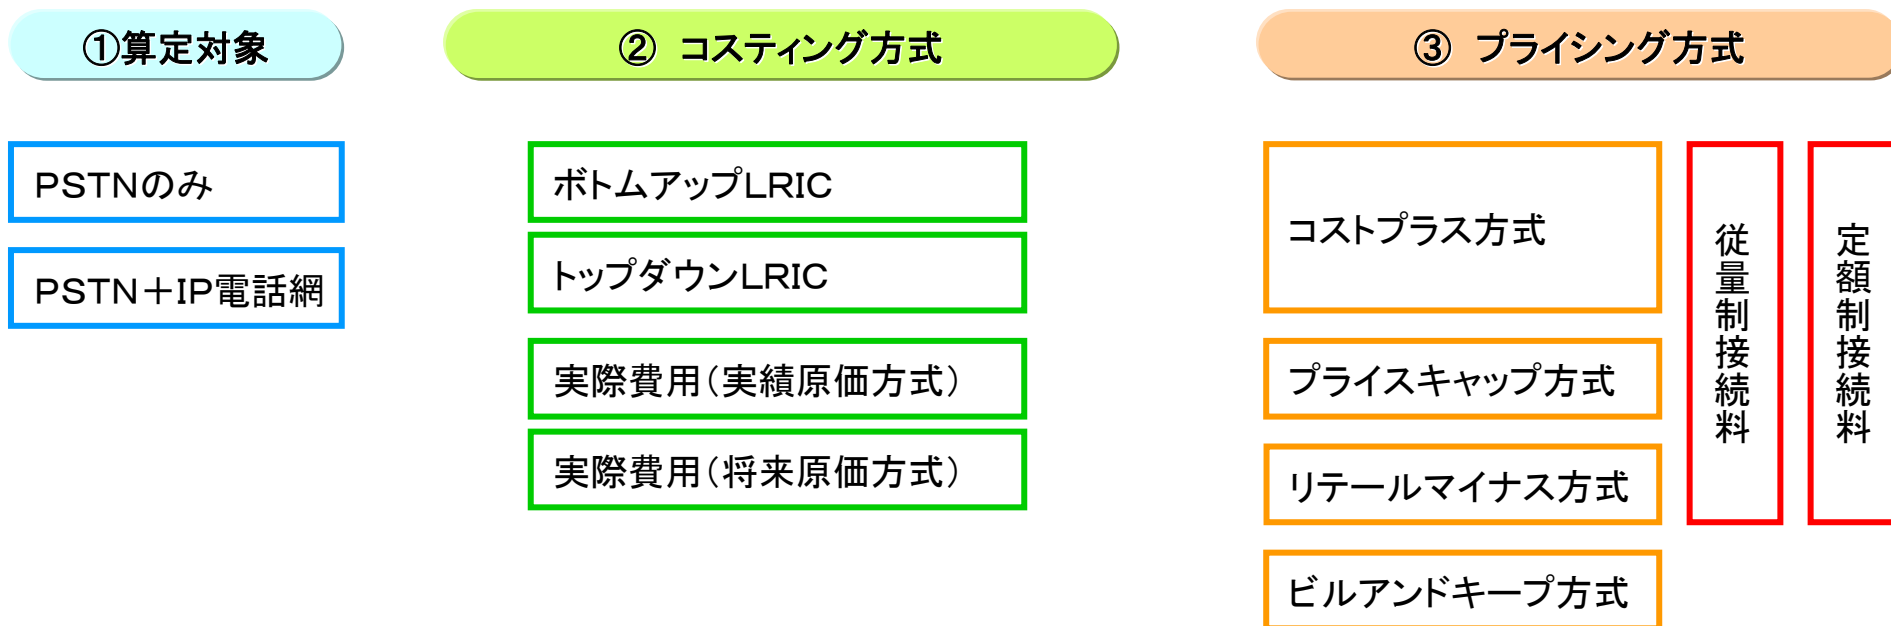 ①算定対象
② コスティング方式
③ プライシング方式
PSTNのみ
PSTN＋IP電話網
ボトムアップLRIC
トップダウンLRIC
実際費用（実績原価方式）
実際費用（将来原価方式）
コストプラス方式
プライスキャップ方式
リテールマイナス方式
ビルアンドキープ方式
従量制接続料
定額制接続料